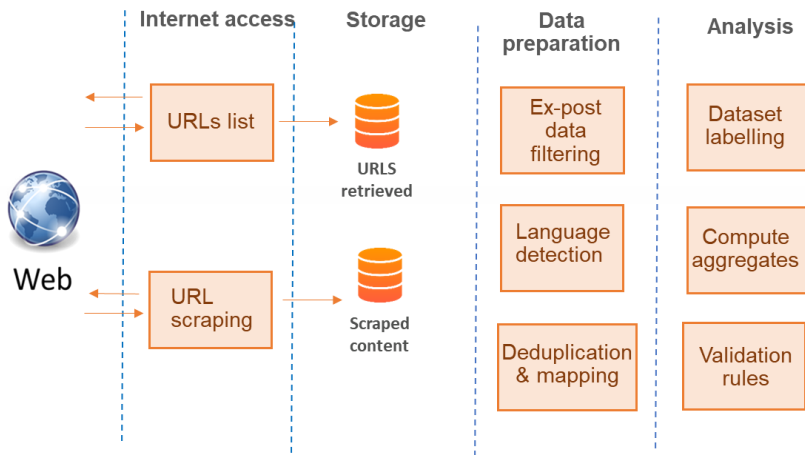 Internet access
Storage
Data
preparation
Analysis
URLs list
URLS
retrieved
Ex-post
data
filtering
Dataset
labelling
Web
URL
scraping
Scraped
content
Language
detection
Compute
aggregates
Deduplication
& mapping
Validation
rules